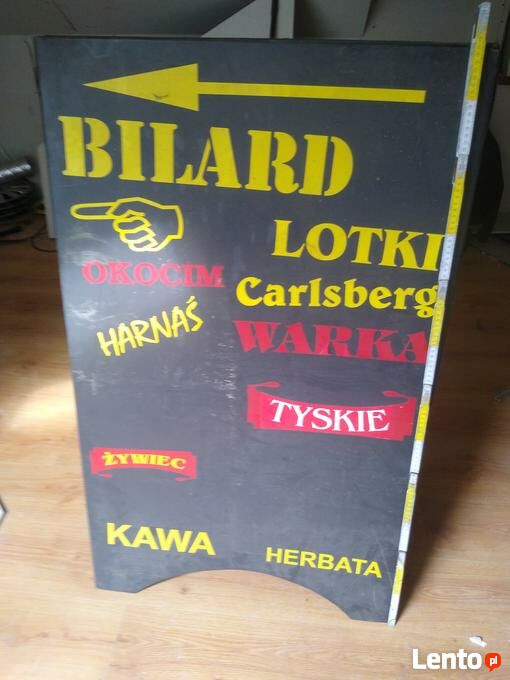 BILARD
LOTKI
OKOCIM
Carlsberg
HARNAŚ
WARKA
TYSKIE
ŻYWIEC
KAWA
HERBATA
Lento.pl